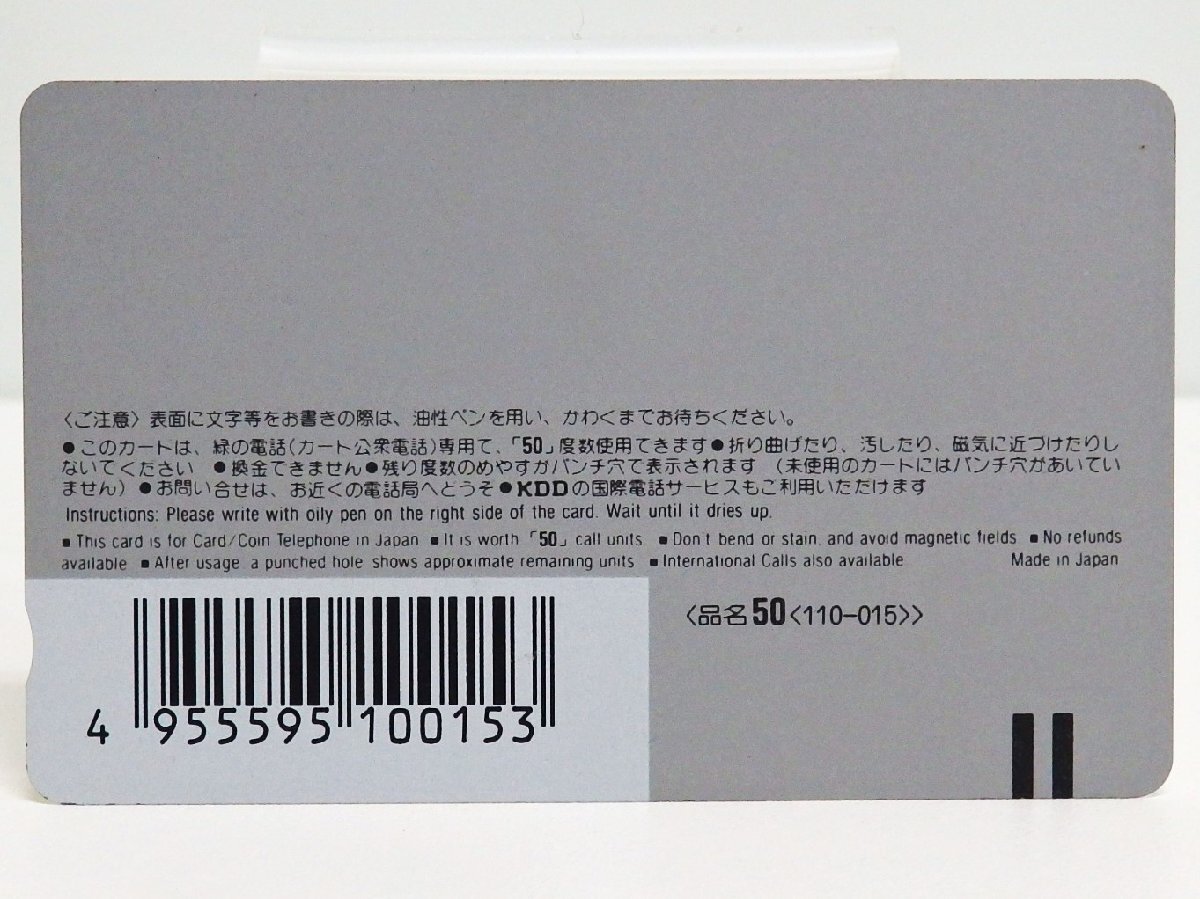 〈ご注意〉表面に文字等をお書きの際は、油性ペンを用い、かわくまでお待ちください。
●このカードは、緑の電話(カード公衆電話)専用で、「50」度数使用できます●折り曲げたり、汚したり、磁気に近づけたりし
ないでください ●換金できません●残り度数のめやすがパンチ穴で表示されます (未使用のカードにはパンチ穴があいてい
ません) ●お問い合せは、お近くの電話局へどうぞ●KDDの国際電話サービスもご利用いただけます
Instructions: Please write with oily pen on the right side of the card. Wait until it dries up.
■This card is for Card/Coin Telephone in Japan ■It is worth「50」call units ■Don't bend or stain, and avoid magnetic fields ■No refunds
available ■After usage, a punched hole shows approximate remaining units ■International Calls also available Made in Japan
〈品名50〈110-015〉〉
4 955595 100153